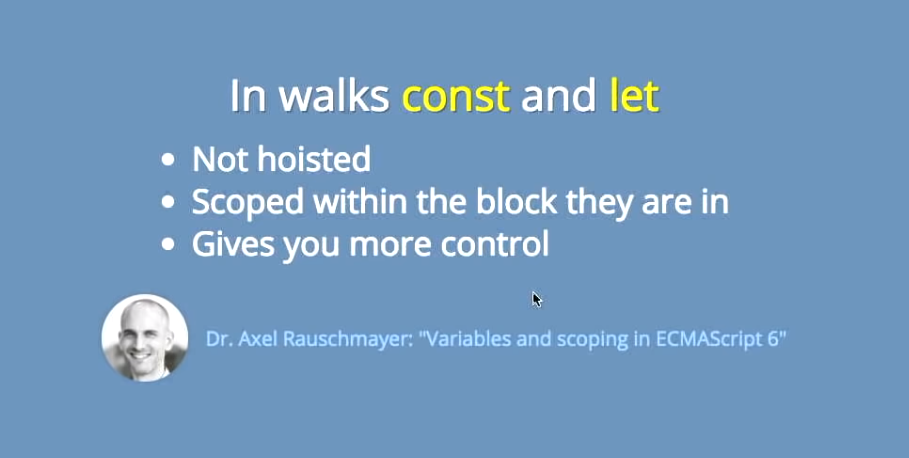 In walks const and let
Not hoisted
Scoped within the block they are in
Gives you more control
Dr. Axel Rauschmayer: "Variables and scoping in ECMAScript 6"